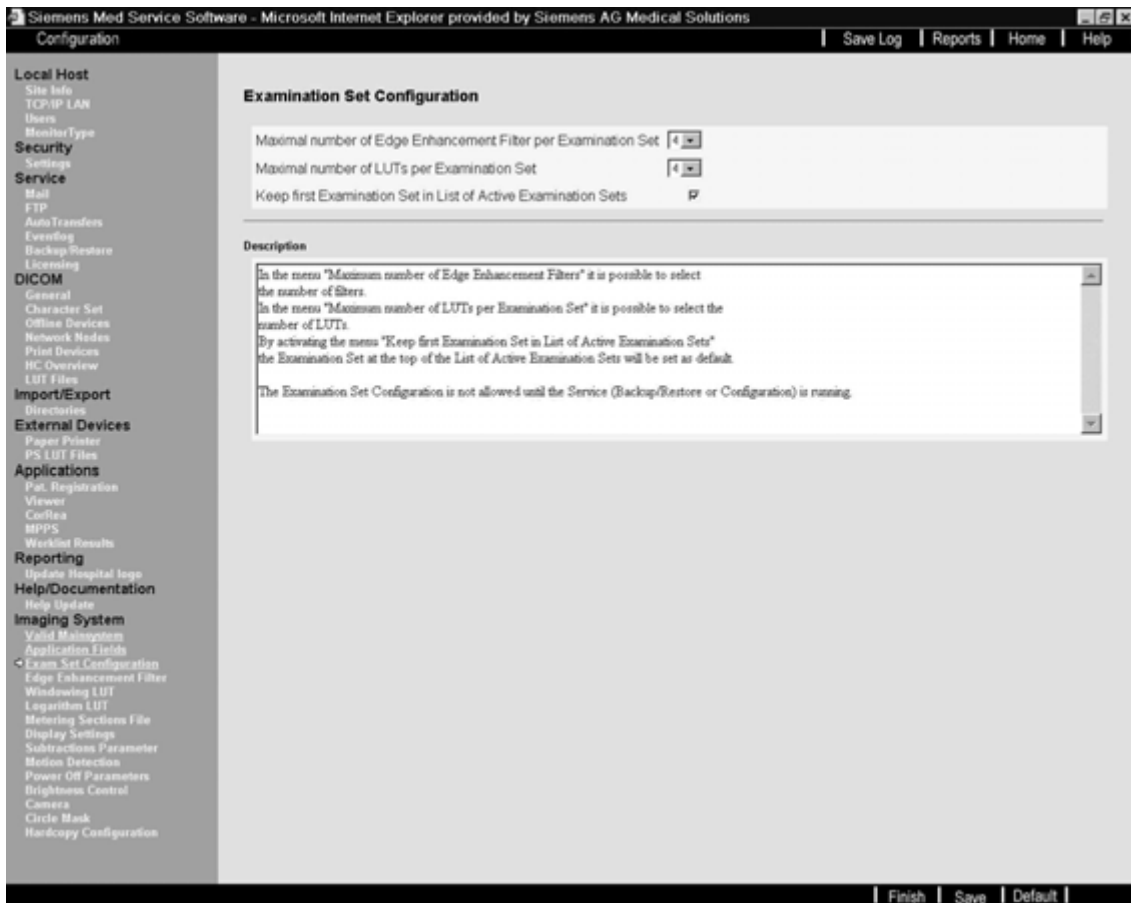 Siemens Med Service Software - Microsoft Internet Explorer provided by Siemens AG Medical Solutions
Configuration
Save Log
Reports
Home
Help
Local Host
Site Info
TCP/IP LAN
Users
MonitorType
Security
Settings
Service
Mail
FTP
AutoTransfers
Eventlog
Backup/Restore
Licensing
DICOM
General
Character Set
Offline Devices
Network Nodes
Print Devices
HC Overview
LUT Files
Import/Export
Directories
External Devices
Paper Printer
PS LUT Files
Applications
Pat. Registration
Viewer
CorRea
MPPS
Worklist Results
Reporting
Update Hospital logo
Help/Documentation
Help Update
Imaging System
Valid Mainsystem
Application Fields
Exam Set Configuration
Edge Enhancement Filter
Windowing LUT
Logarithm LUT
Metering Sections File
Display Settings
Subtractions Parameter
Motion Detection
Power Off Parameters
Brightness Control
Camera
Circle Mask
Hardcopy Configuration
Examination Set Configuration
Maximal number of Edge Enhancement Filter per Examination Set 4
Maximal number of LUTs per Examination Set 4
Keep first Examination Set in List of Active Examination Sets
Description
In the menu "Maximum number of Edge Enhancement Filters" it is possible to select
the number of filters.
In the menu "Maximum number of LUTs per Examination Set" it is possible to select the
number of LUTs.
By activating the menu "Keep first Examination Set in List of Active Examination Sets"
the Examination Set at the top of the List of Active Examination Sets will be set as default.
The Examination Set Configuration is not allowed until the Service (Backup/Restore or Configuration) is running.
Finish
Save
Default